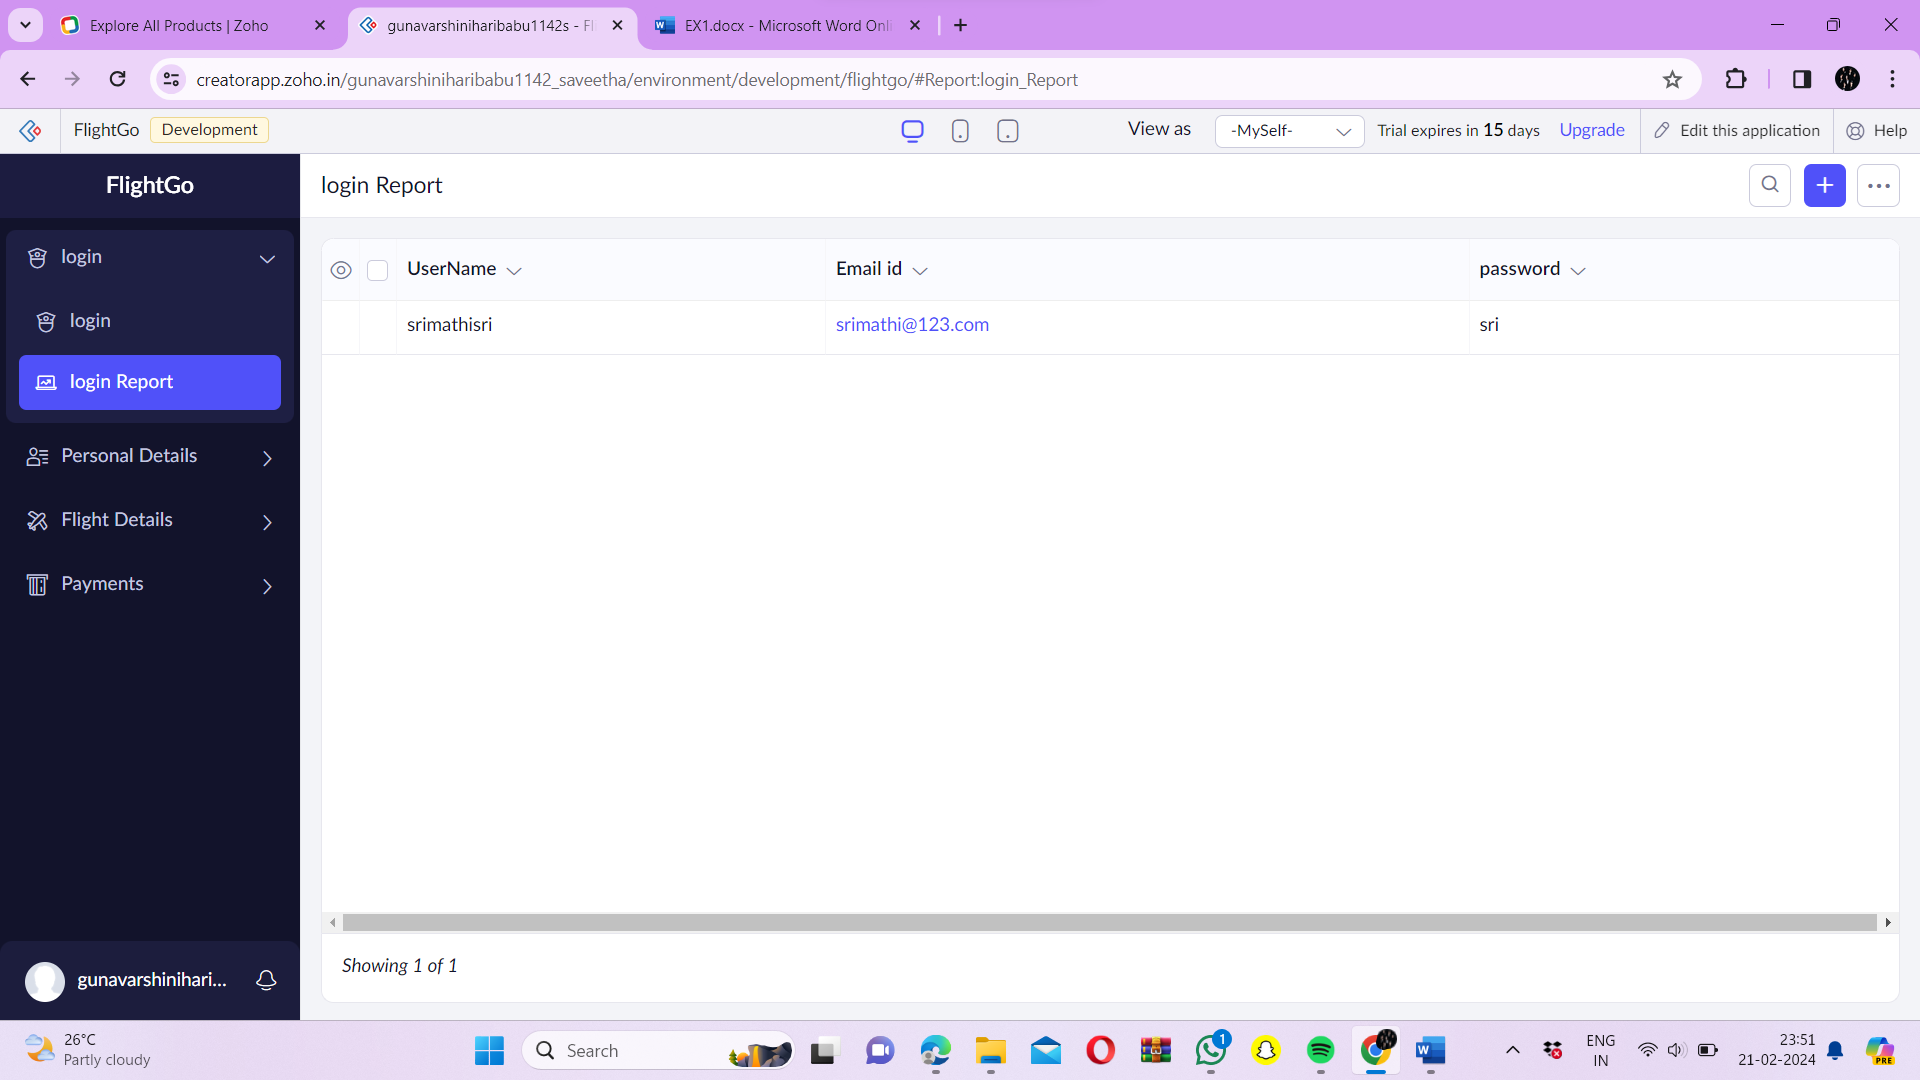 Explore All Products | Zoho
gunavarshiniharibabu1142s - Fl
EX1.docx - Microsoft Word Onl
creatorapp.zoho.in/gunavarshiniharibabu1142_saveetha/environment/development/flightgo/#Report:login_Report
FlightGo
Development
View as
-MySelf-
Trial expires in 15 days
Upgrade
Edit this application
Help
FlightGo
login Report
login
login
login Report
Personal Details
Flight Details
Payments
UserName
Email id
password
srimathisri
srimathi@123.com
sri
Showing 1 of 1
gunavarshinihari...
26°C
Partly cloudy
Search
1
ENG
IN
23:51
21-02-2024
PRE